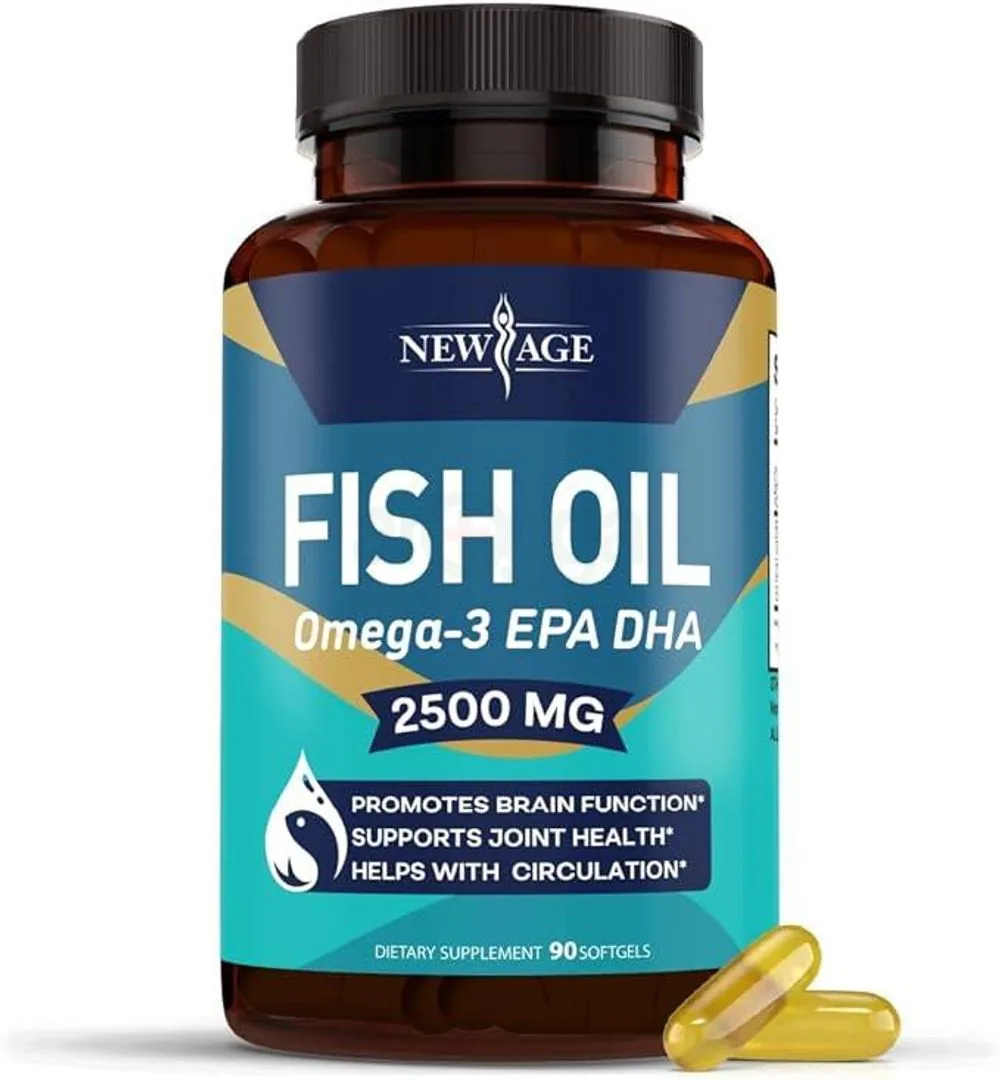 NEW AGE
FISH OIL
Omega-3 EPA DHA
2500 MG
PROMOTES BRAIN FUNCTION*
SUPPORTS JOINT HEALTH*
HELPS WITH CIRCULATION*
DIETARY SUPPLEMENT 90 SOFTGELS